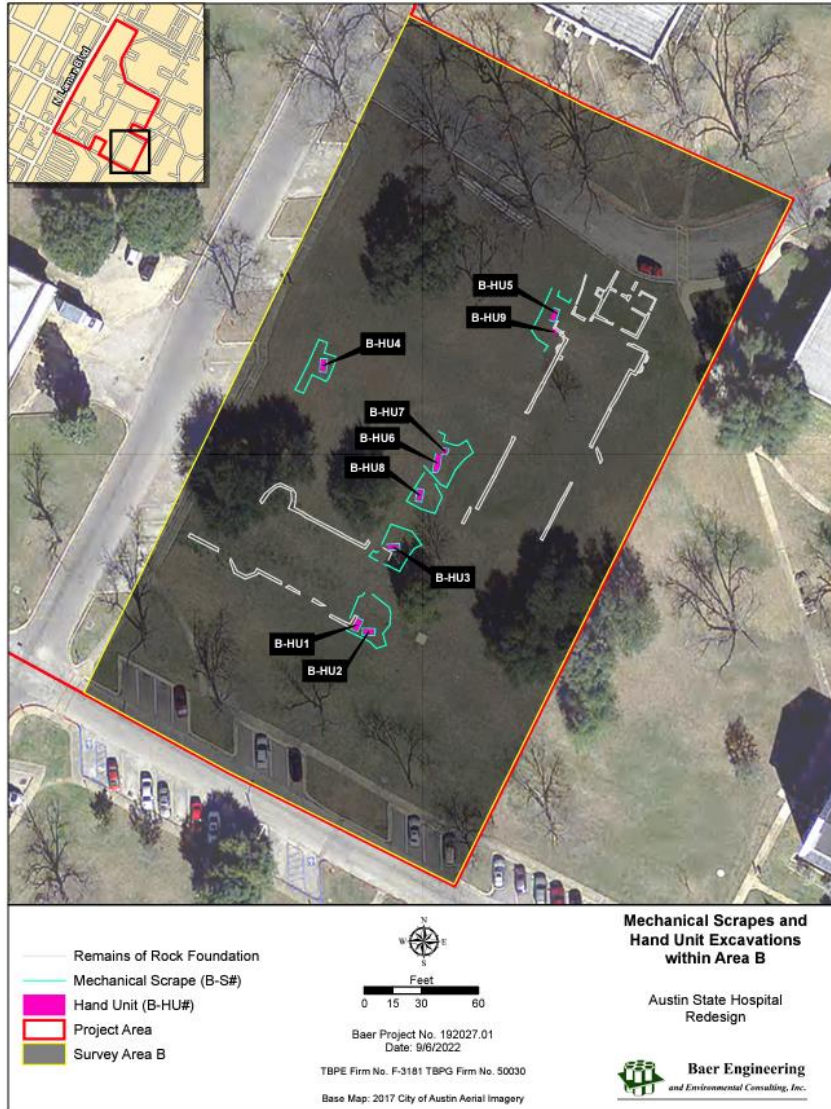 N Lamar Blvd
B-HU5
B-HU9
B-HU4
B-HU7
B-HU6
B-HU8
B-HU3
B-HU1
B-HU2
Remains of Rock Foundation
Mechanical Scrape (B-S#)
Hand Unit (B-HU#)
Project Area
Survey Area B
N
W E
S
Feet
0 15 30 60
Baer Project No. 192027.01
Date: 9/6/2022
TBPE Firm No. F-3181 TBPG Firm No. 50030
Base Map: 2017 City of Austin Aerial Imagery
Mechanical Scrapes and
Hand Unit Excavations
within Area B
Austin State Hospital
Redesign
Baer Engineering
and Environmental Consulting, Inc.